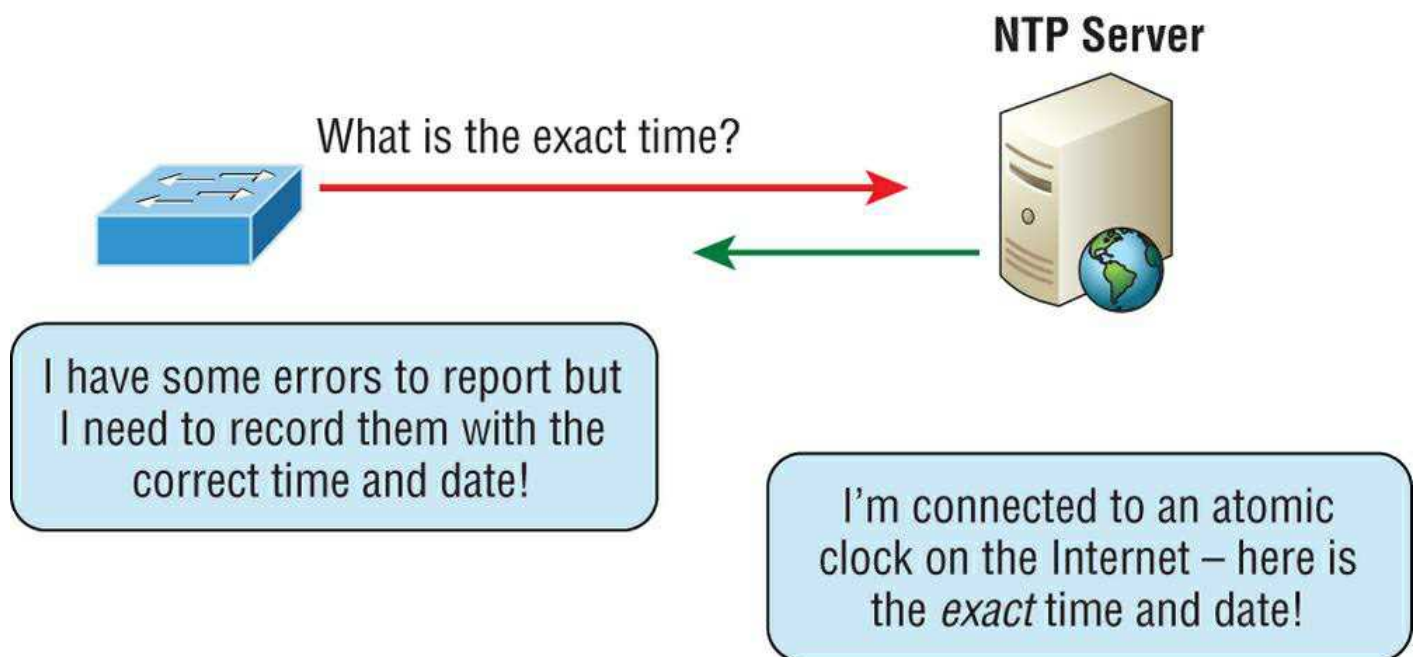 NTP Server
What is the exact time?
I have some errors to report but
I need to record them with the
correct time and date!
I’m connected to an atomic
clock on the Internet – here is
the exact time and date!